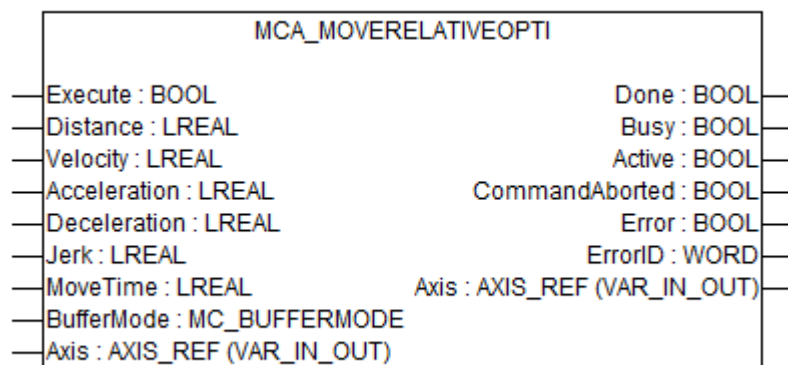 MCA_MOVERELATIVEOPTI
Execute : BOOL Done : BOOL
Distance : LREAL Busy : BOOL
Velocity : LREAL Active : BOOL
Acceleration : LREAL CommandAborted : BOOL
Deceleration : LREAL Error : BOOL
Jerk : LREAL ErrorID : WORD
MoveTime : LREAL Axis : AXIS_REF (VAR_IN_OUT)
BufferMode : MC_BUFFERMODE
Axis : AXIS_REF (VAR_IN_OUT)